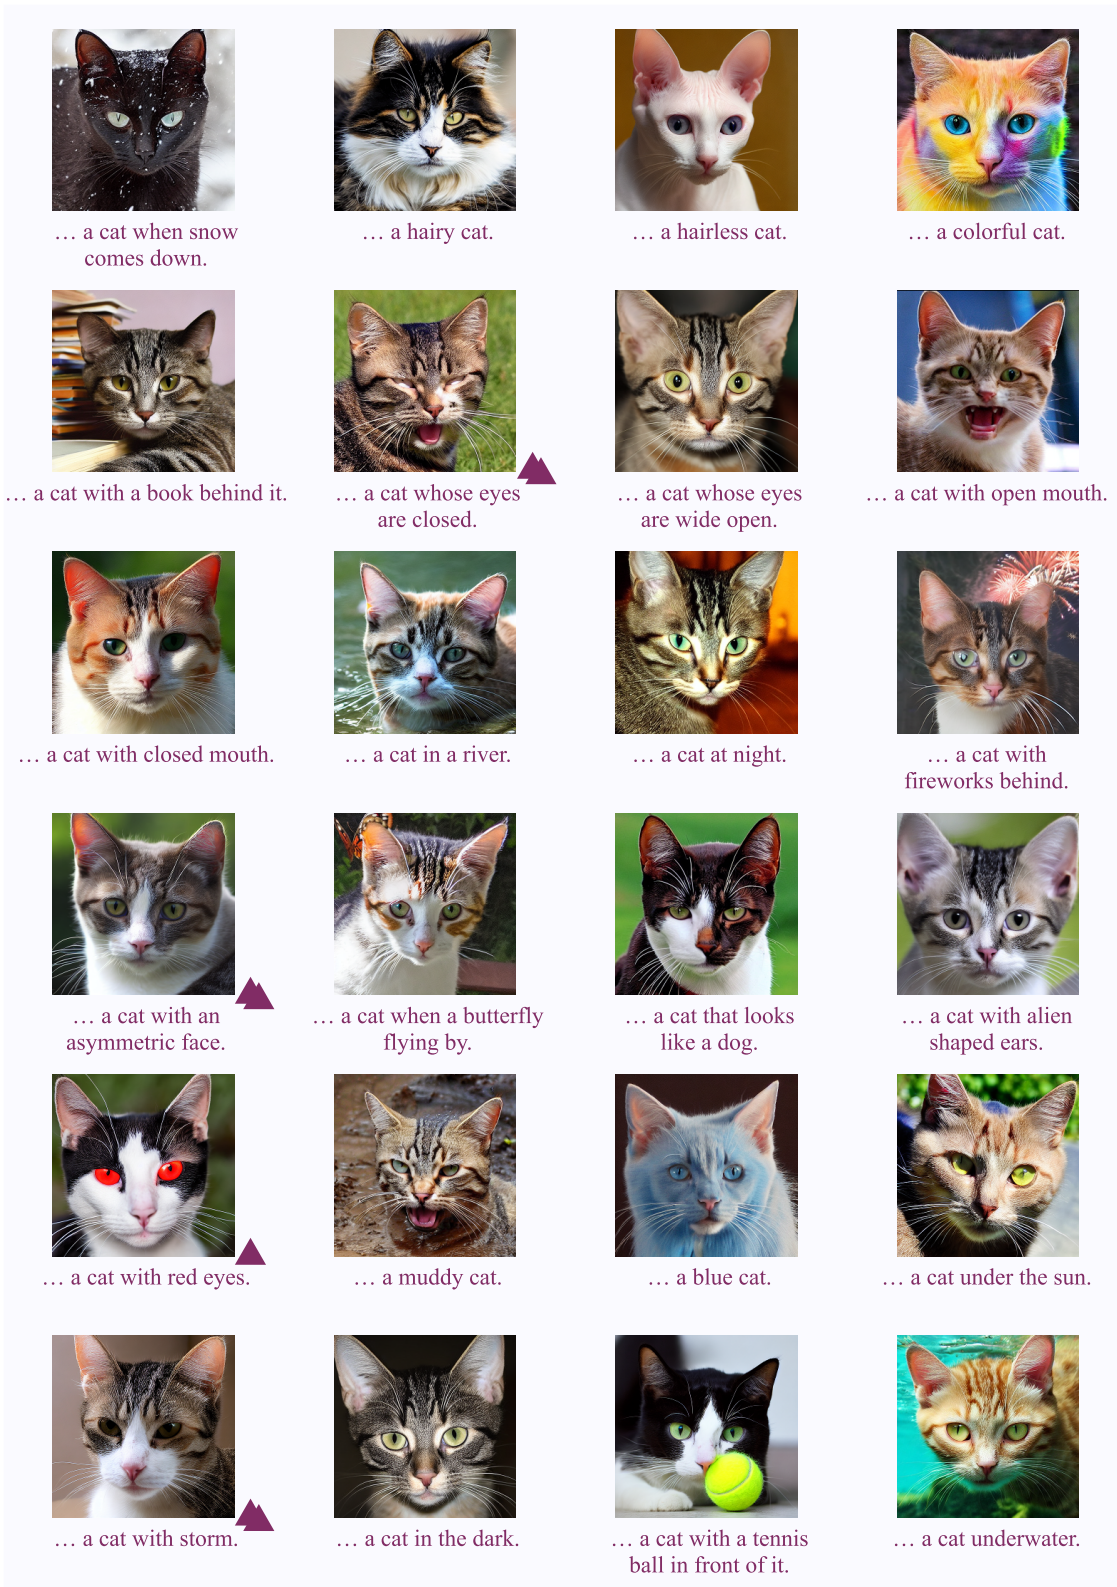 … a cat when snow
comes down.
… a hairy cat.
… a hairless cat.
… a colorful cat.
… a cat with a book behind it.
… a cat whose eyes
are closed.
… a cat whose eyes
are wide open.
… a cat with open mouth.
… a cat with closed mouth.
… a cat in a river.
… a cat at night.
… a cat with
fireworks behind.
… a cat with an
asymmetric face.
… a cat when a butterfly
flying by.
… a cat that looks
like a dog.
… a cat with alien
shaped ears.
… a cat with red eyes.
… a muddy cat.
… a blue cat.
… a cat under the sun.
… a cat with storm.
… a cat in the dark.
… a cat with a tennis
ball in front of it.
… a cat underwater.